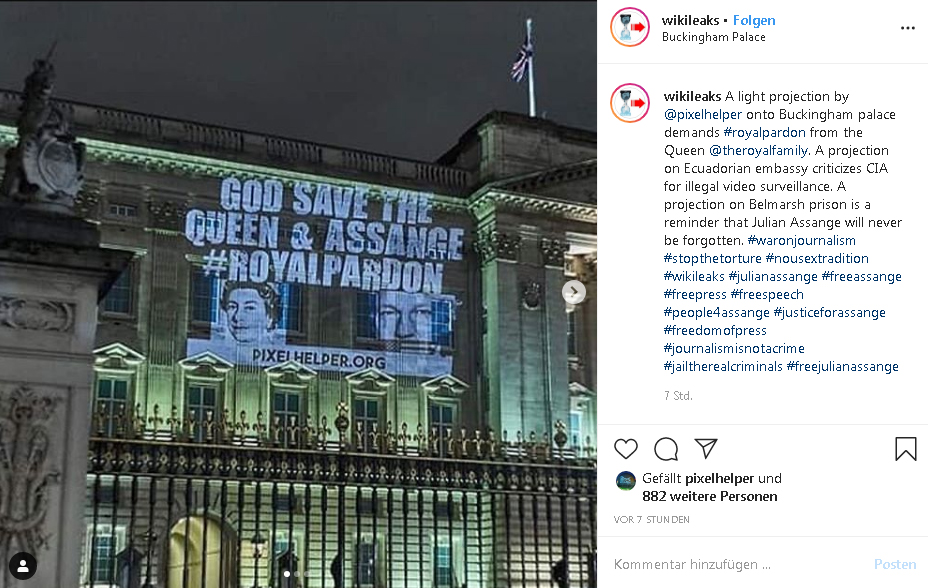 GOD SAVE THE
QUEEN & ASSANGE
#ROYALPARDON
PIXELHELPER.ORG
wikileaks • Folgen
Buckingham Palace
wikileaks A light projection by
@pixelhelper onto Buckingham palace
demands #royalpardon from the
Queen @theroyalfamily. A projection
on Ecuadorian embassy criticizes CIA
for illegal video surveillance. A
projection on Belmarsh prison is a
reminder that Julian Assange will never
be forgotten. #waronjournalism
#stopthetorture #nousextradition
#wikileaks #julianassange #freeassange
#freepress #freespeech
#people4assange #justiceforassange
#freedomofpress
#journalismisnotacrime
#jailtherealcriminals #freejulianassange
7 Std.
Gefällt pixelhelper und
882 weitere Personen
VOR 7 STUNDEN
Kommentar hinzufügen ... Posten